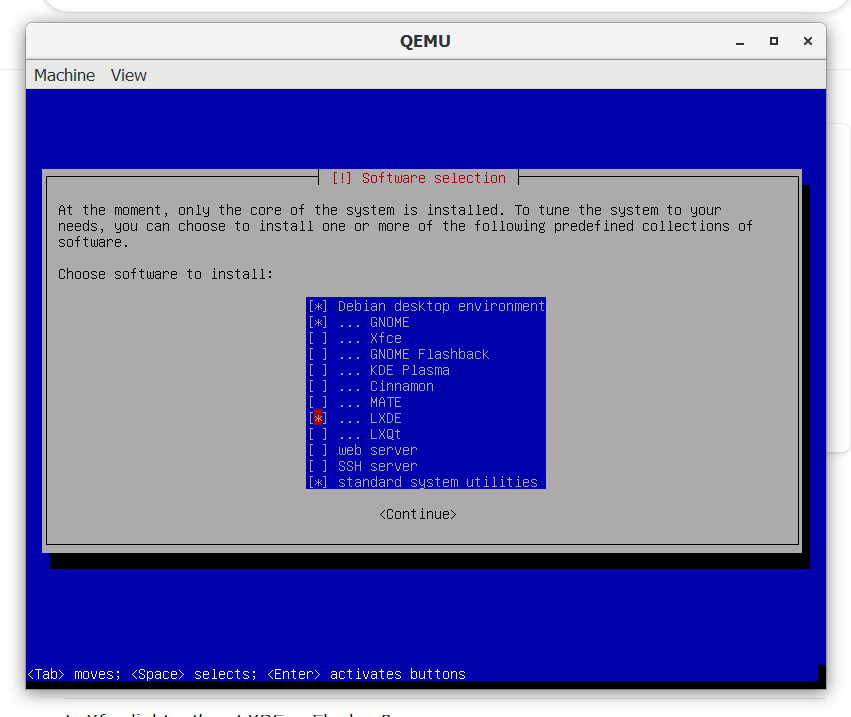 QEMU
Machine View
[!] Software selection
At the moment, only the core of the system is installed. To tune the system to your
needs, you can choose to install one or more of the following predefined collections of
software.
Choose software to install:
[*] Debian desktop environment
[*] ... GNOME
[ ] ... Xfce
[ ] ... GNOME Flashback
[ ] ... KDE Plasma
[ ] ... Cinnamon
[ ] ... MATE
[*] ... LXDE
[ ] ... LXQt
[ ] web server
[ ] SSH server
[*] standard system utilities
<Continue>
<Tab> moves; <Space> selects; <Enter> activates buttons